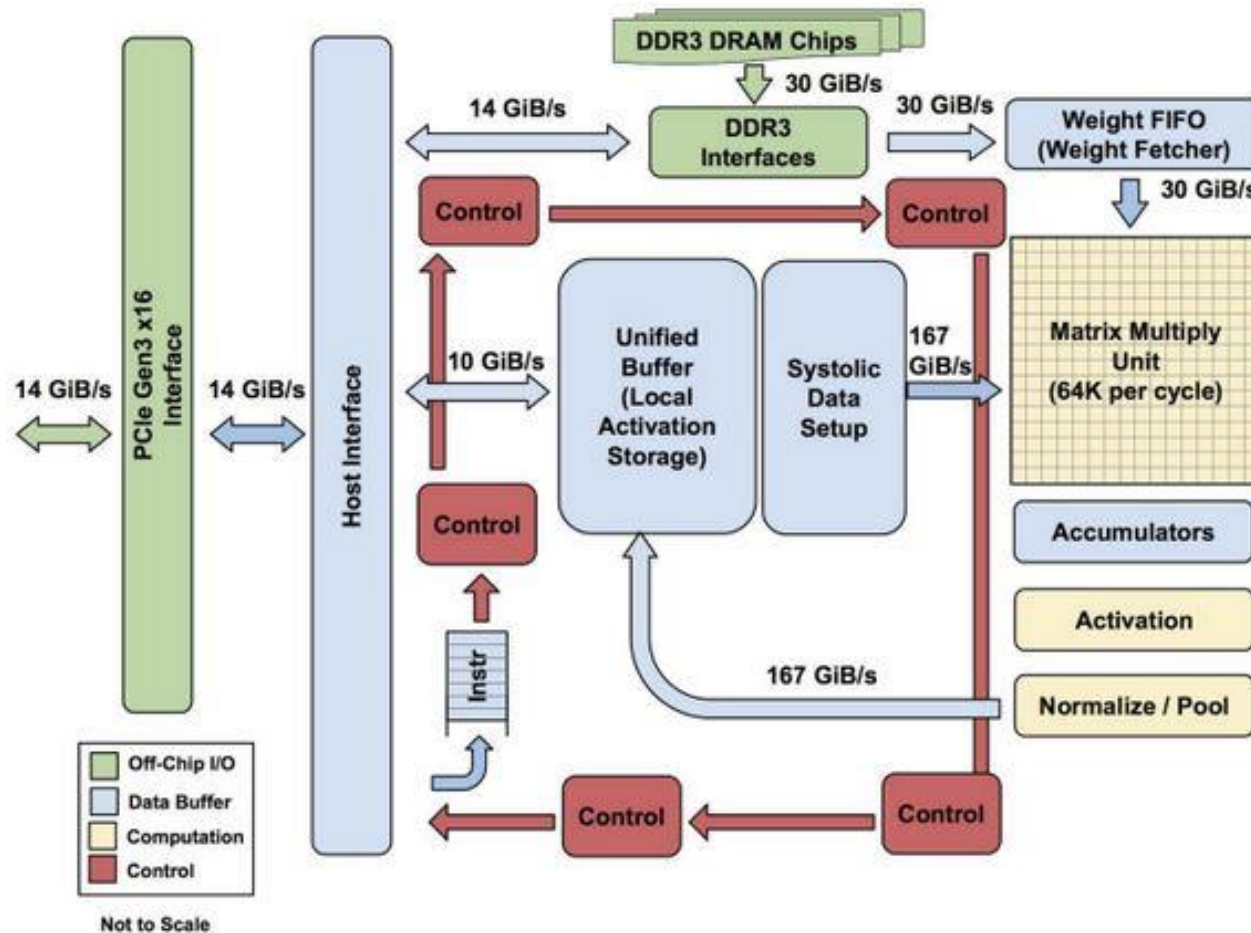 DDR3 DRAM Chips
30 GiB/s
14 GiB/s
DDR3
Interfaces
30 GiB/s
Weight FIFO
(Weight Fetcher)
30 GiB/s
Control
Control
PCIe Gen3 x16
Interface
Host Interface
14 GiB/s
14 GiB/s
10 GiB/s
Unified
Buffer
(Local
Activation
Storage)
Systolic
Data
Setup
167
GiB/s
Matrix Multiply
Unit
(64K per cycle)
Control
Accumulators
Activation
Instr
167 GiB/s
Normalize / Pool
Off-Chip I/O
Data Buffer
Computation
Control
Control
Control
Not to Scale